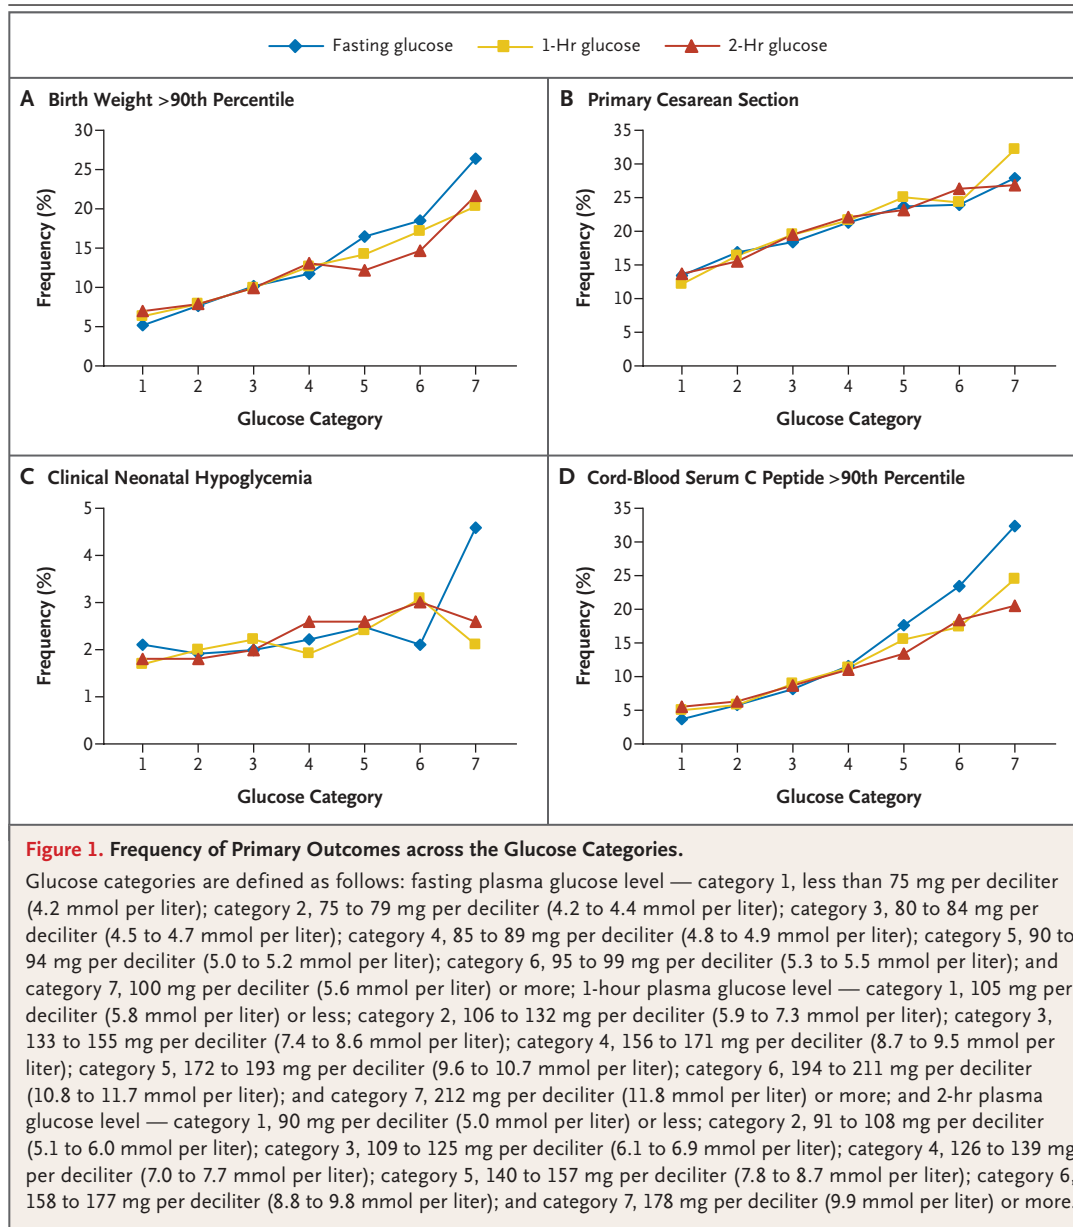 Fasting glucose 1-Hr glucose 2-Hr glucose
A Birth Weight >90th Percentile
30
25
20
15
10
5
0
Frequency (%)
1 2 3 4 5 6 7
Glucose Category
B Primary Cesarean Section
35
30
25
20
15
10
5
0
Frequency (%)
1 2 3 4 5 6 7
Glucose Category
C Clinical Neonatal Hypoglycemia
5
4
3
2
1
0
Frequency (%)
1 2 3 4 5 6 7
Glucose Category
D Cord-Blood Serum C Peptide >90th Percentile
35
30
25
20
15
10
5
0
Frequency (%)
1 2 3 4 5 6 7
Glucose Category
Figure 1. Frequency of Primary Outcomes across the Glucose Categories.
Glucose categories are defined as follows: fasting plasma glucose level — category 1, less than 75 mg per deciliter
(4.2 mmol per liter); category 2, 75 to 79 mg per deciliter (4.2 to 4.4 mmol per liter); category 3, 80 to 84 mg per
deciliter (4.5 to 4.7 mmol per liter); category 4, 85 to 89 mg per deciliter (4.8 to 4.9 mmol per liter); category 5, 90 to
94 mg per deciliter (5.0 to 5.2 mmol per liter); category 6, 95 to 99 mg per deciliter (5.3 to 5.5 mmol per liter); and
category 7, 100 mg per deciliter (5.6 mmol per liter) or more; 1-hour plasma glucose level — category 1, 105 mg per
deciliter (5.8 mmol per liter) or less; category 2, 106 to 132 mg per deciliter (5.9 to 7.3 mmol per liter); category 3,
133 to 155 mg per deciliter (7.4 to 8.6 mmol per liter); category 4, 156 to 171 mg per deciliter (8.7 to 9.5 mmol per
liter); category 5, 172 to 193 mg per deciliter (9.6 to 10.7 mmol per liter); category 6, 194 to 211 mg per deciliter
(10.8 to 11.7 mmol per liter); and category 7, 212 mg per deciliter (11.8 mmol per liter) or more; and 2-hr plasma
glucose level — category 1, 90 mg per deciliter (5.0 mmol per liter) or less; category 2, 91 to 108 mg per deciliter
(5.1 to 6.0 mmol per liter); category 3, 109 to 125 mg per deciliter (6.1 to 6.9 mmol per liter); category 4, 126 to 139 mg
per deciliter (7.0 to 7.7 mmol per liter); category 5, 140 to 157 mg per deciliter (7.8 to 8.7 mmol per liter); category 6,
158 to 177 mg per deciliter (8.8 to 9.8 mmol per liter); and category 7, 178 mg per deciliter (9.9 mmol per liter) or more.